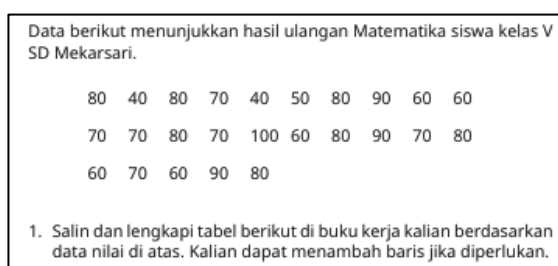 Data berikut menunjukkan hasil ulangan Matematika siswa kelas V
SD Mekarsari.
80 40 80 70 40 50 80 90 60 60
70 70 80 70 100 60 80 90 70 80
60 70 60 90 80
1. Salin dan lengkapi tabel berikut di buku kerja kalian berdasarkan
data nilai di atas. Kalian dapat menambah baris jika diperlukan.